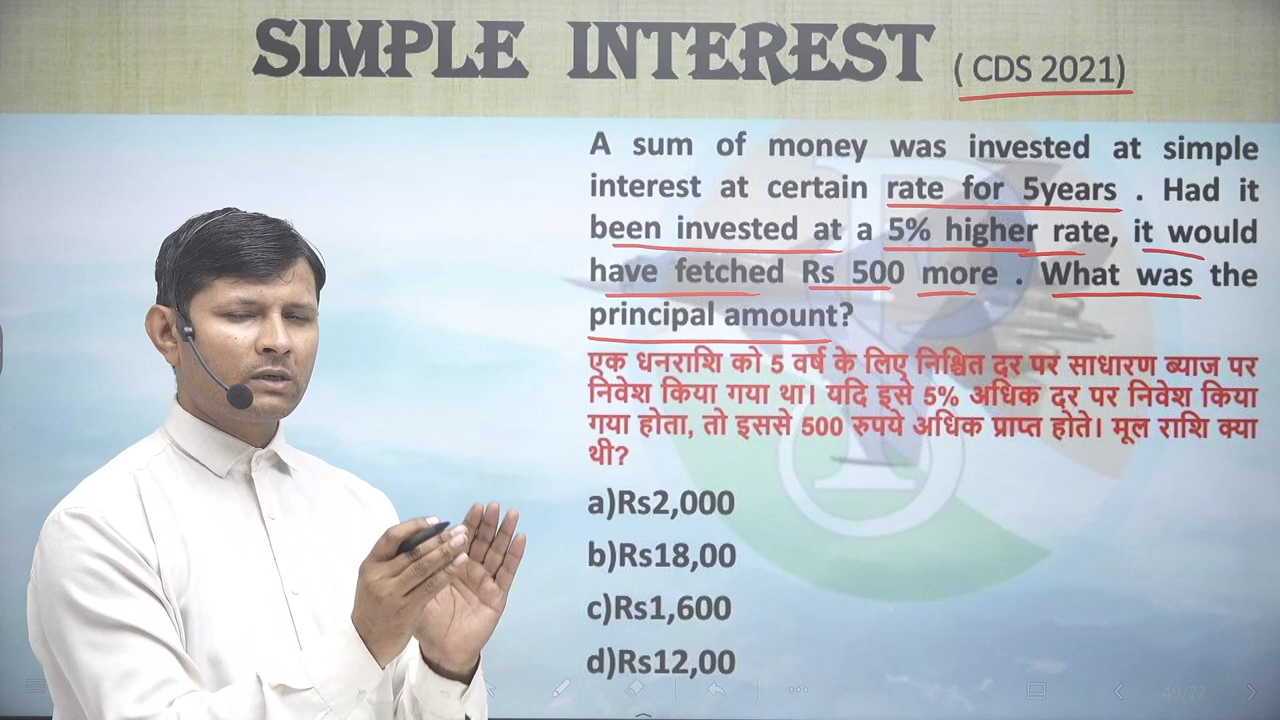 SIMPLE INTEREST ( CDS 2021)
A sum of money was invested at simple
interest at certain rate for 5years . Had it
been invested at a 5% higher rate, it would
have fetched Rs 500 more . What was the
principal amount?
एक धनराशि को 5 वर्ष के लिए निश्चित दर पर साधारण ब्याज पर
निवेश किया गया था। यदि इसे 5% अधिक दर पर निवेश किया
गया होता, तो इससे 500 रुपये अधिक प्राप्त होते। मूल राशि क्या
थी?
a)Rs2,000
b)Rs18,00
c)Rs1,600
d)Rs12,00
49/72